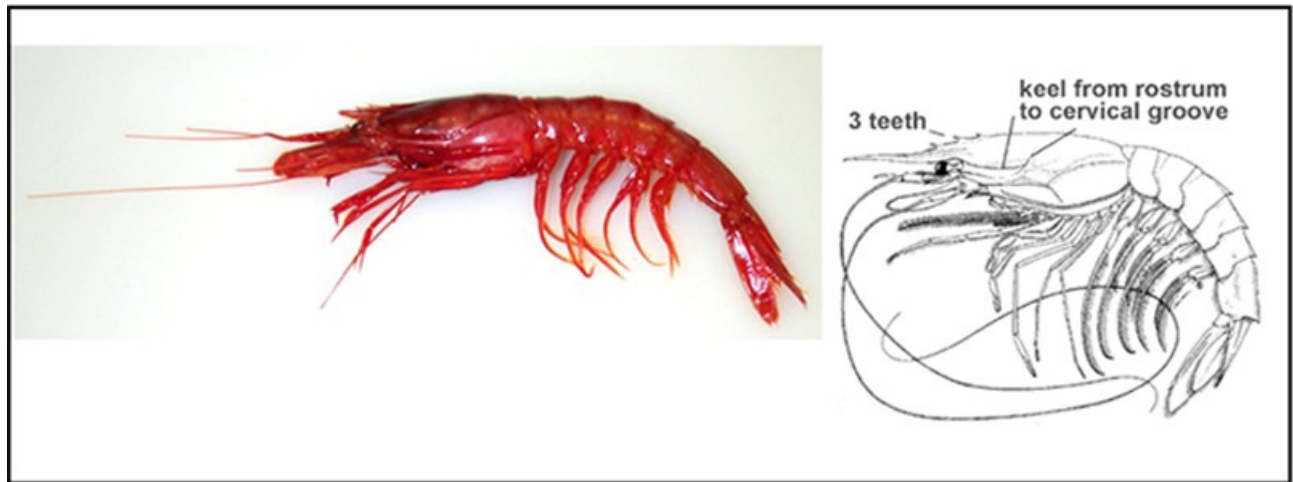 keel from rostrum
to cervical groove
3 teeth